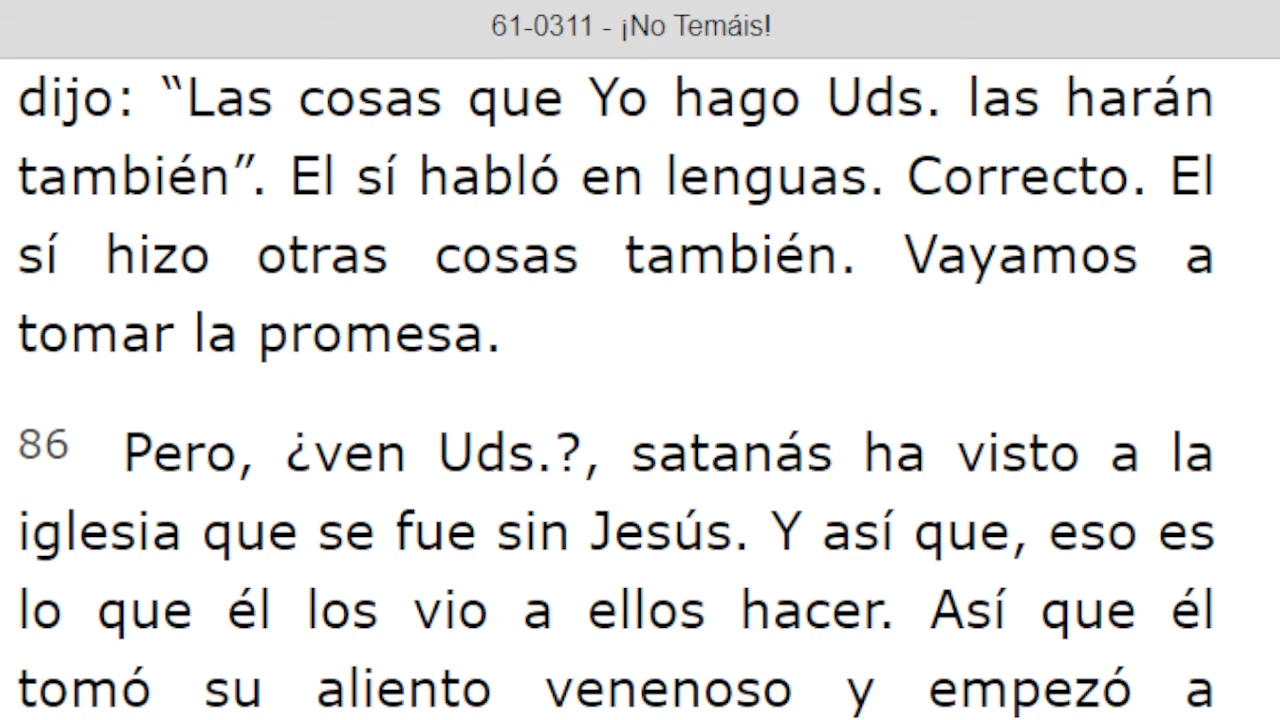 61-0311 - ¡No Temáis!
dijo: “Las cosas que Yo hago Uds. las harán
también”. El sí habló en lenguas. Correcto. El
sí hizo otras cosas también. Vayamos a
tomar la promesa.
86 Pero, ¿ven Uds.?, satanás ha visto a la
iglesia que se fue sin Jesús. Y así que, eso es
lo que él los vio a ellos hacer. Así que él
tomó su aliento venenoso y empezó a